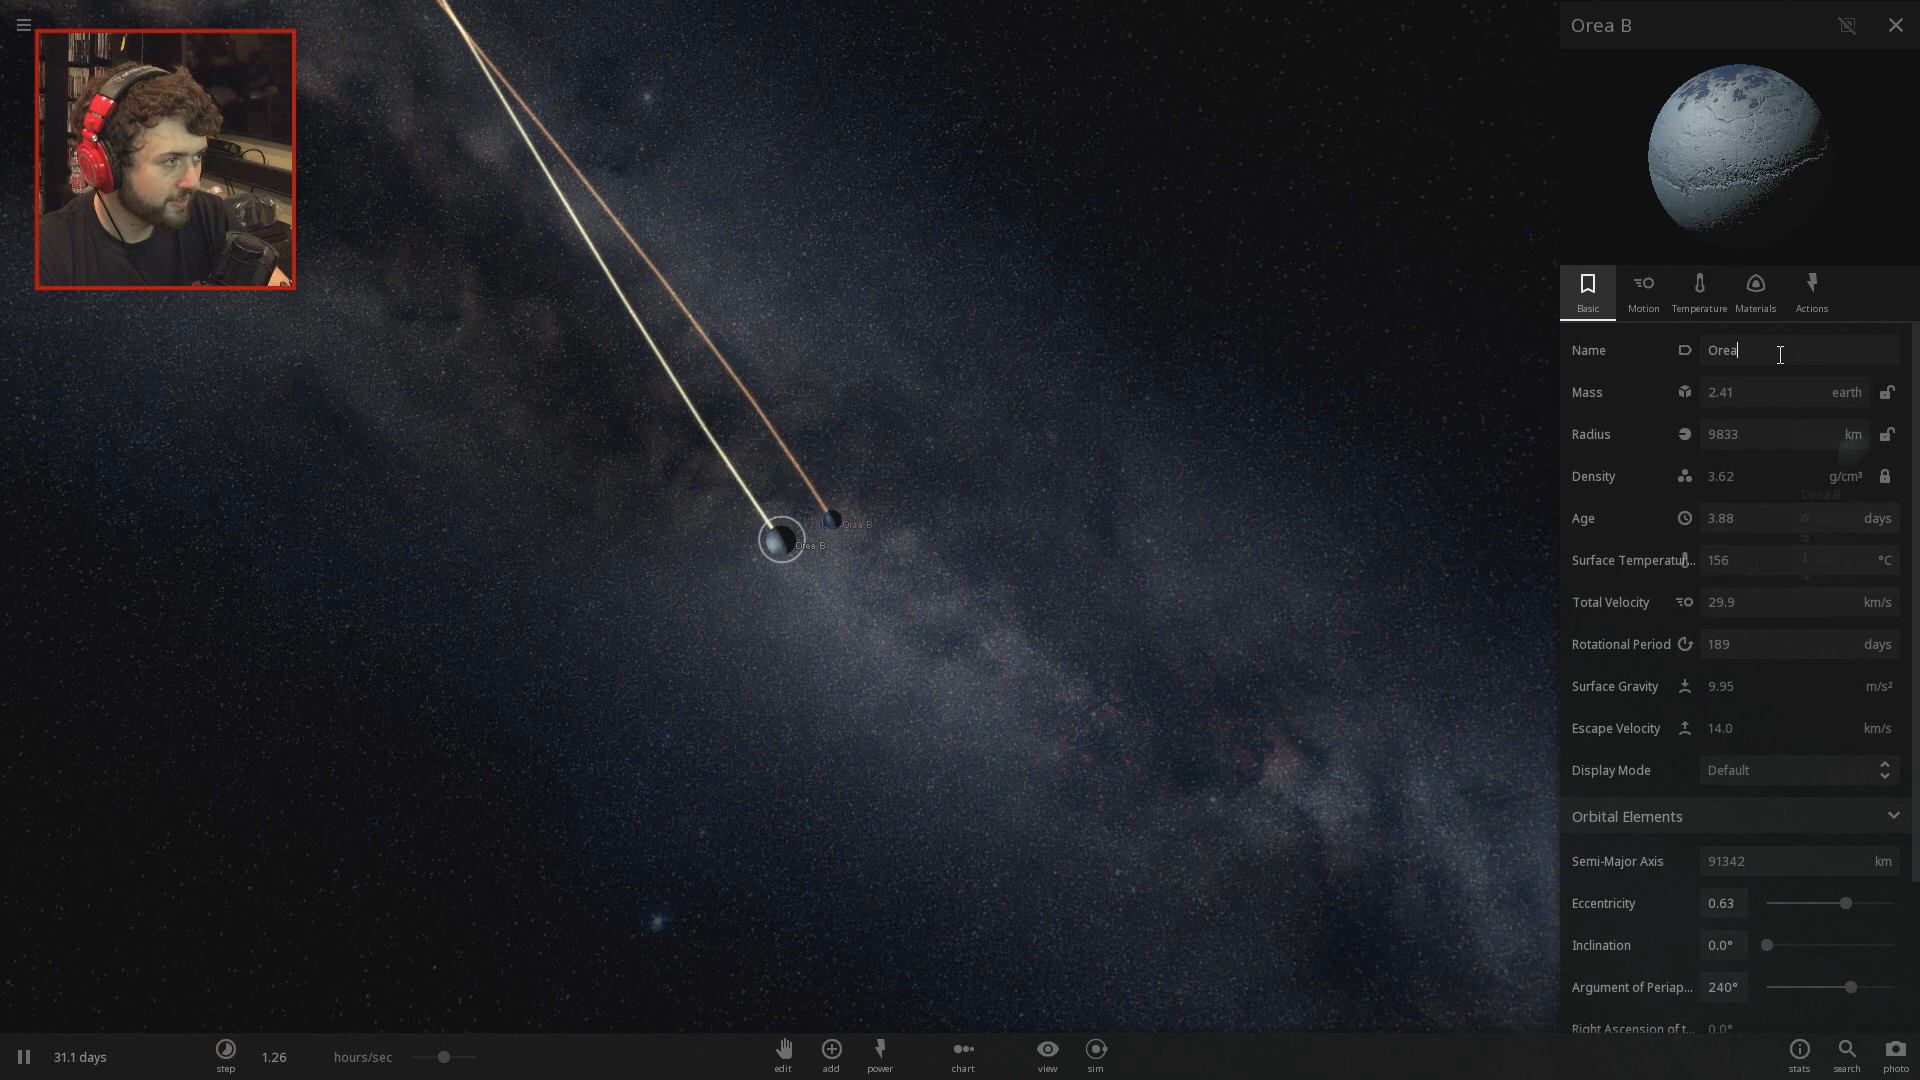 Orea B
Basic
Motion
Temperature
Materials
Actions
Name
Orea
Mass
2.41
earth
Radius
9833
km
Density
3.62
g/cm³
Orea B
Age
3.88
days
Surface Temperatur...
156
°C
Total Velocity
29.9
km/s
Rotational Period
189
days
Surface Gravity
9.95
m/s²
Escape Velocity
14.0
km/s
Display Mode
Default
Orbital Elements
Semi-Major Axis
91342
km
Eccentricity
0.63
Inclination
0.0°
Argument of Periap...
240°
Right Ascension of t...
0.0°
Orea B
Orea B
31.1 days
step
1.26
hours/sec
edit
add
power
chart
view
sim
stats
search
photo